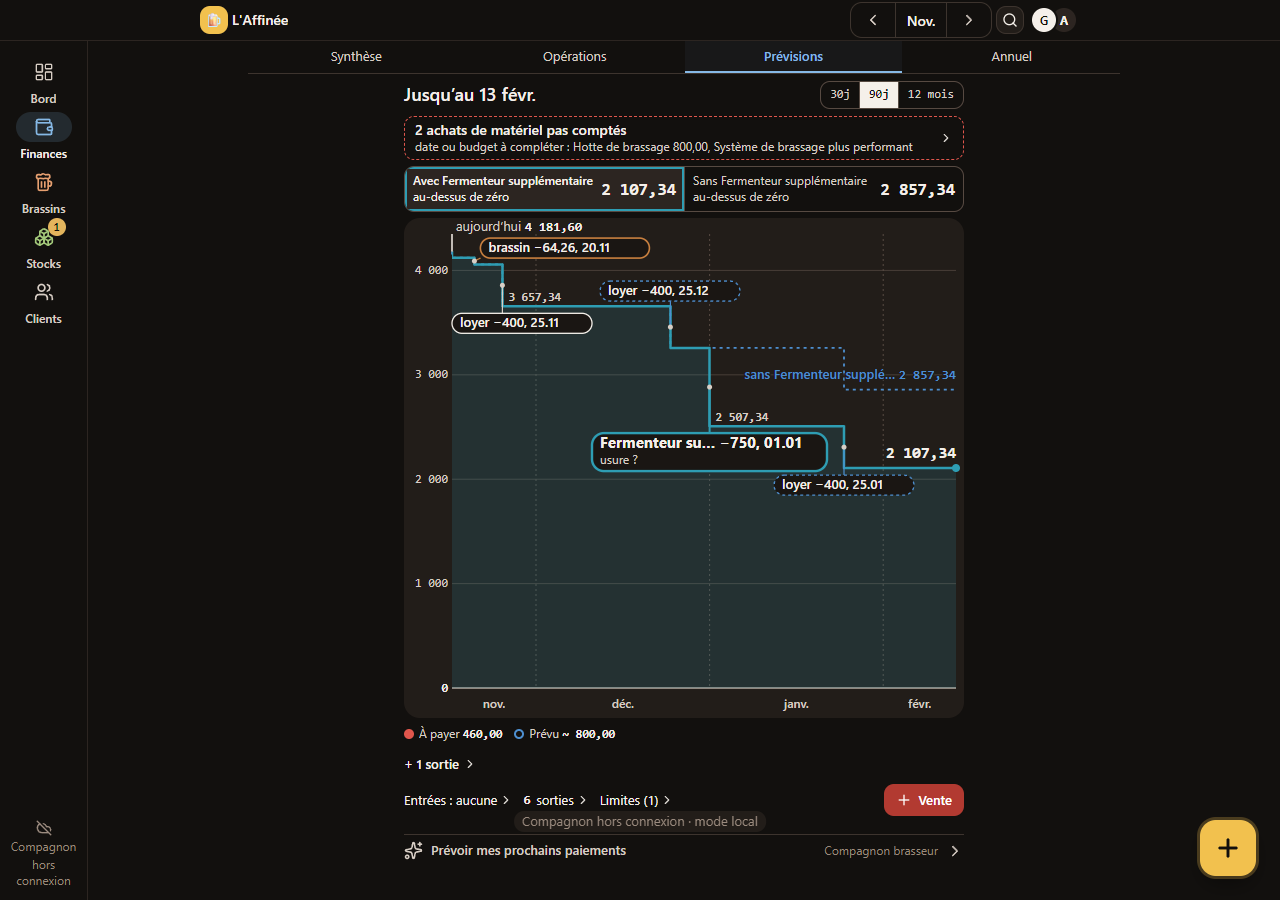 L'Affinée
Nov.
G
A
Synthèse
Opérations
Prévisions
Annuel
Bord
Finances
Brassins
1
Stocks
Clients
Jusqu'au 13 févr.
30j
90j
12 mois
2 achats de matériel pas comptés
date ou budget à compléter : Hotte de brassage 800,00, Système de brassage plus performant
Avec Fermenteur supplémentaire
au-dessus de zéro
2 107,34
Sans Fermenteur supplémentaire
au-dessus de zéro
2 857,34
aujourd'hui 4 181,60
brassin −64,26, 20.11
4 000
loyer −400, 25.12
3 657,34
loyer −400, 25.11
3 000
sans Fermenteur supplé... 2 857,34
2 507,34
Fermenteur su... −750, 01.01
usure ?
2 107,34
2 000
loyer −400, 25.01
1 000
0
nov.
déc.
janv.
févr.
À payer 460,00
Prévu ~ 800,00
+ 1 sortie
Entrées : aucune
6 sorties
Limites (1)
+ Vente
Compagnon hors connexion · mode local
Prévoir mes prochains paiements
Compagnon brasseur
Compagnon
hors
connexion
+